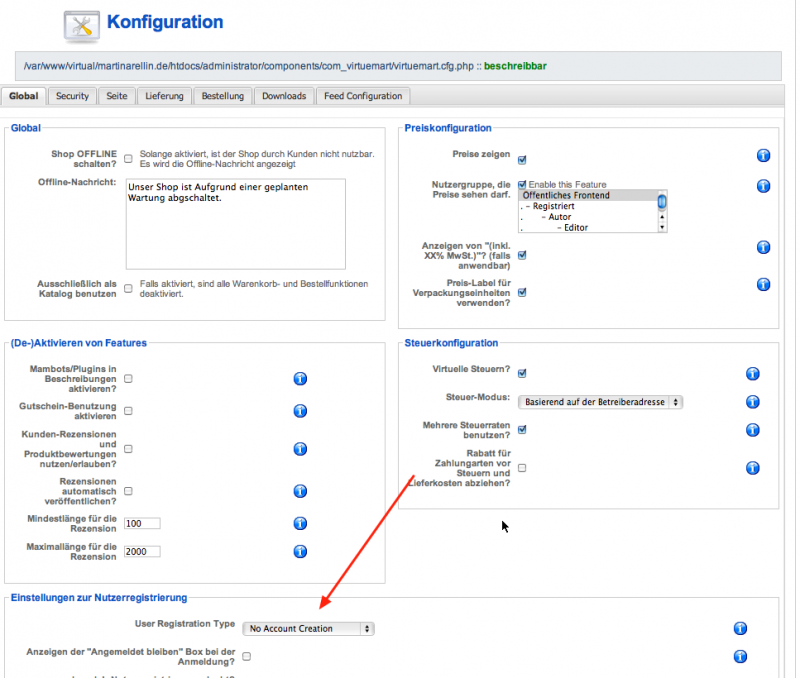 Konfiguration
/var/www/virtual/martinarellin.de/htdocs/administrator/components/com_virtuemart/virtuemart.cfg.php :: beschreibbar
Global
Security
Seite
Lieferung
Bestellung
Downloads
Feed Configuration
Global
Shop OFFLINE
schalten?
Solange aktiviert, ist der Shop durch Kunden nicht nutzbar.
Es wird die Offline-Nachricht angezeigt
Offline-Nachricht:
Unser Shop ist Aufgrund einer geplanten
Wartung abgschaltet.
Ausschließlich als
Katalog benutzen
Falls aktiviert, sind alle Warenkorb- und Bestellfunktionen
deaktiviert.
Preiskonfiguration
Preise zeigen
Nutzergruppe, die
Preise sehen darf.
Enable this Feature
Öffentliches Frontend
. - Registriert
. - Autor
. - Editor
Anzeigen von "(inkl.
XX% MwSt.)"? (falls
anwendbar)
Preis-Label für
Verpackungseinheiten
verwenden?
(De-)Aktivieren von Features
Mambots/Plugins in
Beschreibungen
aktivieren?
Gutschein-Benutzung
aktivieren
Kunden-Rezensionen
und
Produktbewertungen
nutzen/erlauben?
Rezensionen
automatisch
veröffentlichen?
Mindestlänge für die
Rezension
100
Maximallänge für die
Rezension
2000
Steuerkonfiguration
Virtuelle Steuern?
Steuer-Modus:
Basierend auf der Betreiberadresse
Mehrere Steuerraten
benutzen?
Rabatt für
Zahlungarten vor
Steuern und
Lieferkosten abziehen?
Einstellungen zur Nutzerregistrierung
User Registration Type
No Account Creation
Anzeigen der "Angemeldet bleiben" Box bei der
Anmeldung?